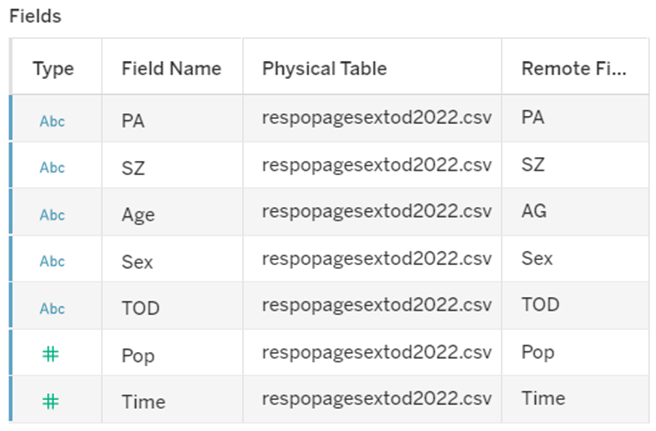 Fields
Type Field Name Physical Table Remote Fi...
Abc PA respopagesextod2022.csv PA
Abc SZ respopagesextod2022.csv SZ
Abc Age respopagesextod2022.csv AG
Abc Sex respopagesextod2022.csv Sex
Abc TOD respopagesextod2022.csv TOD
# Pop respopagesextod2022.csv Pop
# Time respopagesextod2022.csv Time